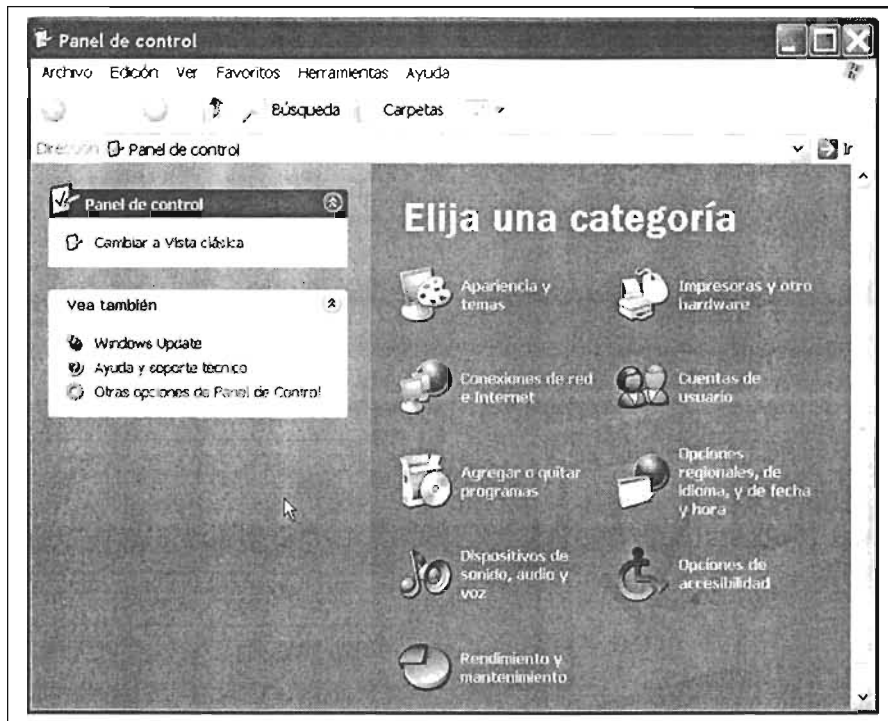 Panel de control
Archivo Edición Ver Favoritos Herramientas Ayuda
Búsqueda Carpetas
Dirección Panel de control Ir
Panel de control
Cambiar a Vista clásica
Vea también
Windows Update
Ayuda y soporte técnico
Otras opciones de Panel de Control
Elija una categoría
Apariencia y
temas
Impresoras y otro
hardware
Conexiones de red
e Internet
Cuentas de
usuario
Agregar o quitar
programas
Opciones
regionales, de
idioma, y de fecha
y hora
Dispositivos de
sonido, audio y
voz
Opciones de
accesibilidad
Rendimiento y
mantenimiento